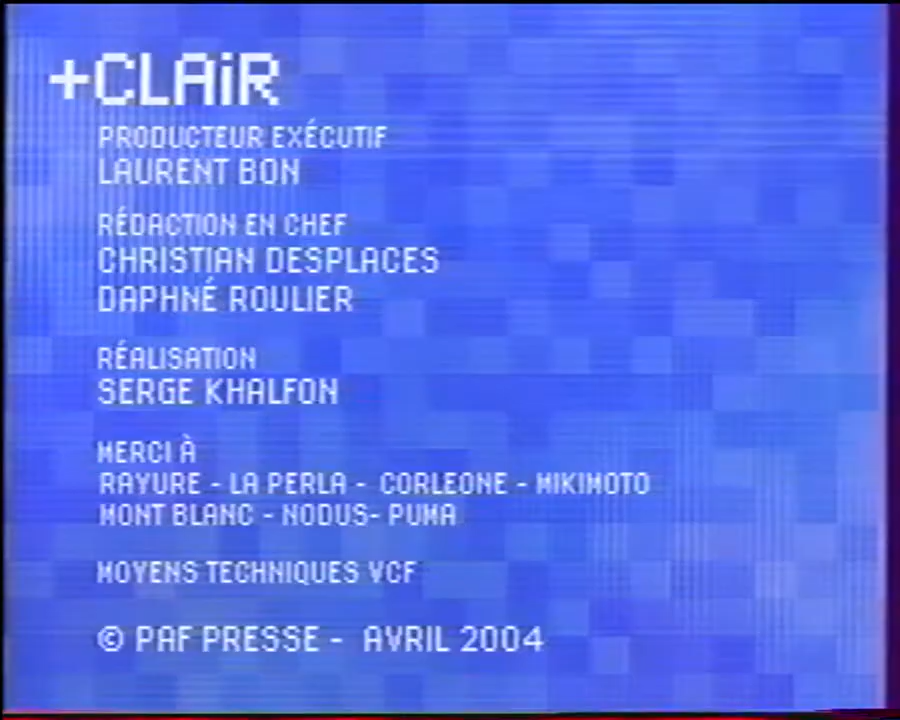 +CLAiR
PRODUCTEUR EXÉCUTIF
LAURENT BON
RÉDACTION EN CHEF
CHRISTIAN DESPLACES
DAPHNÉ ROULIER
RÉALISATION
SERGE KHALFON
MERCI À
RAYURE - LA PERLA - CORLEONE - MIKIMOTO
MONT BLANC - NODUS- PUMA
MOYENS TECHNIQUES VCF
© PAF PRESSE - AVRIL 2004